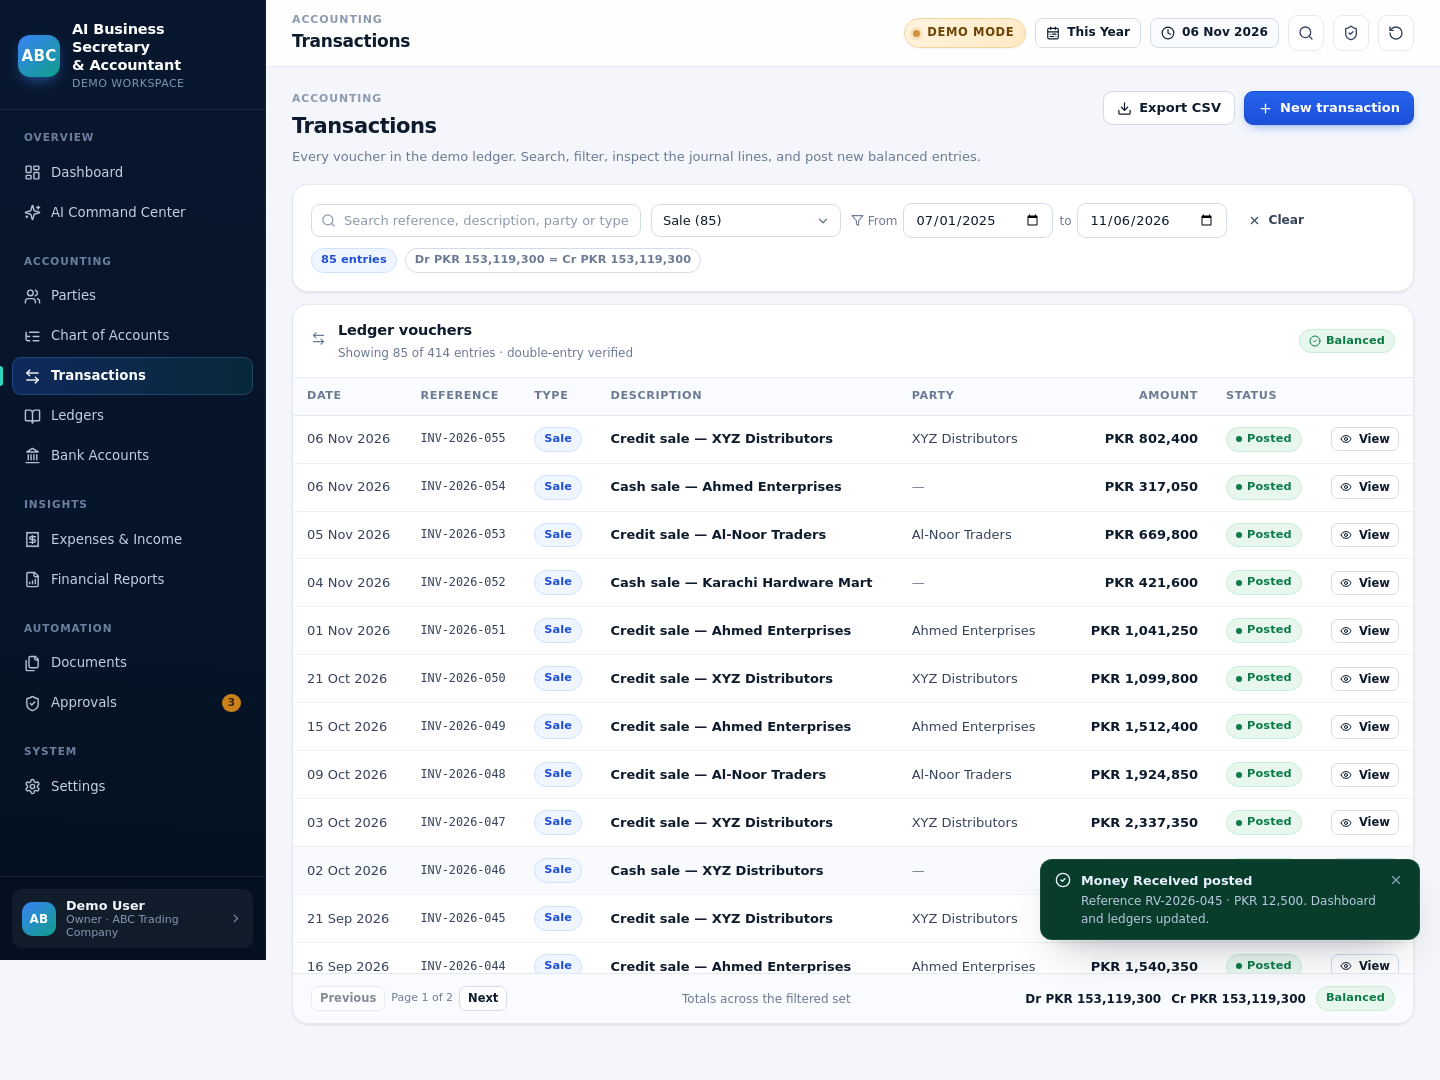 ABC
AI Business
Secretary
& Accountant
DEMO WORKSPACE
OVERVIEW
Dashboard
AI Command Center
ACCOUNTING
Parties
Chart of Accounts
Transactions
Ledgers
Bank Accounts
INSIGHTS
Expenses & Income
Financial Reports
AUTOMATION
Documents
Approvals 3
SYSTEM
Settings
AB
Demo User
Owner · ABC Trading
Company
ACCOUNTING
Transactions
DEMO MODE This Year 06 Nov 2026
ACCOUNTING
Transactions
Every voucher in the demo ledger. Search, filter, inspect the journal lines, and post new balanced entries.
Export CSV New transaction
Search reference, description, party or type Sale (85) From 07/01/2025 to 11/06/2026 Clear
85 entries Dr PKR 153,119,300 = Cr PKR 153,119,300
Ledger vouchers
Showing 85 of 414 entries · double-entry verified
Balanced
DATE REFERENCE TYPE DESCRIPTION PARTY AMOUNT STATUS
06 Nov 2026 INV-2026-055 Sale Credit sale — XYZ Distributors XYZ Distributors PKR 802,400 Posted View
06 Nov 2026 INV-2026-054 Sale Cash sale — Ahmed Enterprises — PKR 317,050 Posted View
05 Nov 2026 INV-2026-053 Sale Credit sale — Al-Noor Traders Al-Noor Traders PKR 669,800 Posted View
04 Nov 2026 INV-2026-052 Sale Cash sale — Karachi Hardware Mart — PKR 421,600 Posted View
01 Nov 2026 INV-2026-051 Sale Credit sale — Ahmed Enterprises Ahmed Enterprises PKR 1,041,250 Posted View
21 Oct 2026 INV-2026-050 Sale Credit sale — XYZ Distributors XYZ Distributors PKR 1,099,800 Posted View
15 Oct 2026 INV-2026-049 Sale Credit sale — Ahmed Enterprises Ahmed Enterprises PKR 1,512,400 Posted View
09 Oct 2026 INV-2026-048 Sale Credit sale — Al-Noor Traders Al-Noor Traders PKR 1,924,850 Posted View
03 Oct 2026 INV-2026-047 Sale Credit sale — XYZ Distributors XYZ Distributors PKR 2,337,350 Posted View
02 Oct 2026 INV-2026-046 Sale Cash sale — XYZ Distributors —
21 Sep 2026 INV-2026-045 Sale Credit sale — XYZ Distributors XYZ Distributors
16 Sep 2026 INV-2026-044 Sale Credit sale — Ahmed Enterprises Ahmed Enterprises PKR 1,540,350 Posted View
Money Received posted
Reference RV-2026-045 · PKR 12,500. Dashboard
and ledgers updated.
Previous Page 1 of 2 Next Totals across the filtered set Dr PKR 153,119,300 Cr PKR 153,119,300 Balanced